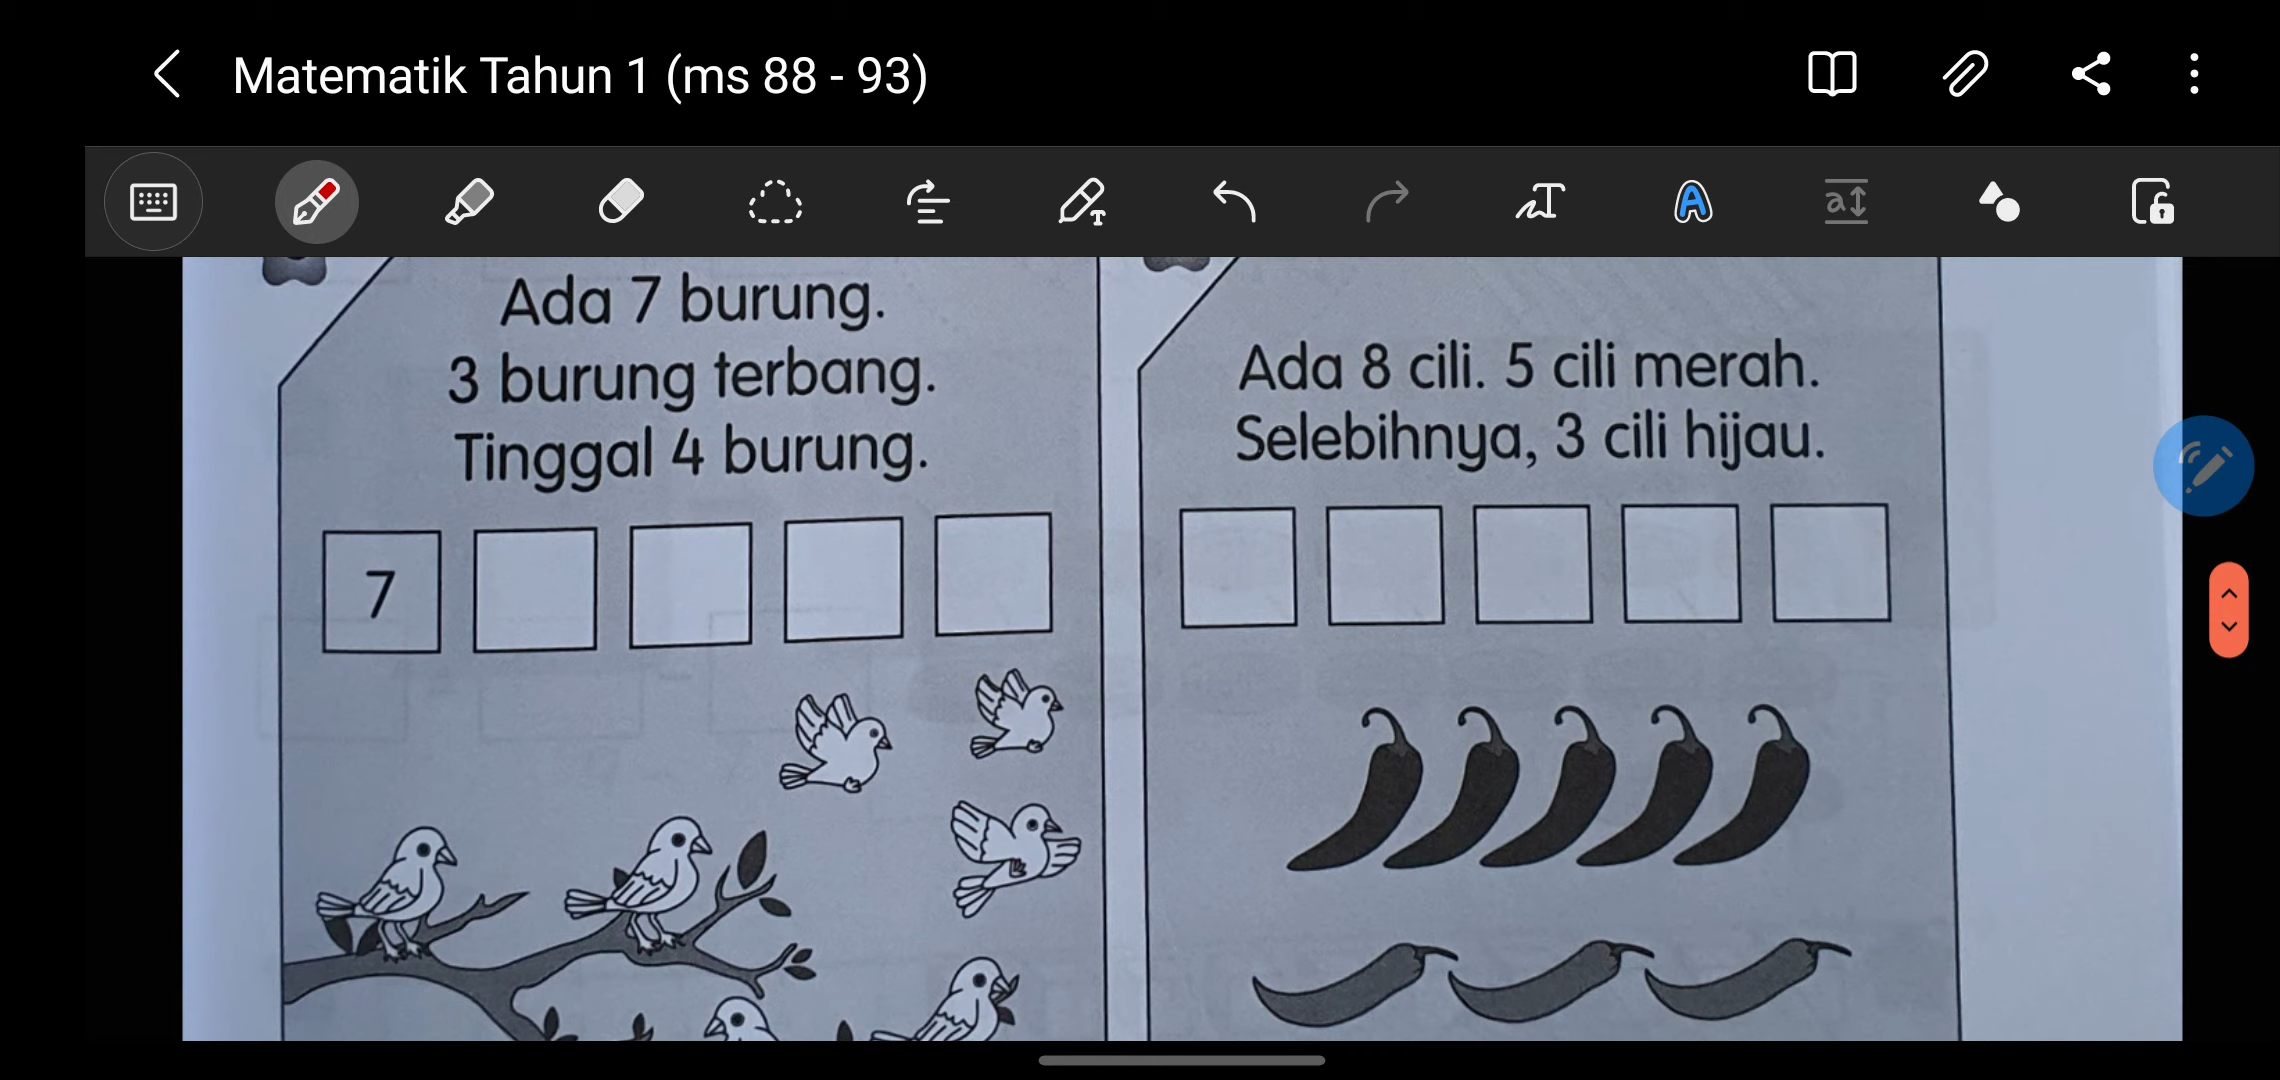 Matematik Tahun 1 (ms 88 - 93)
Ada 7 burung.
3 burung terbang.
Tinggal 4 burung.
7
Ada 8 cili. 5 cili merah.
Selebihnya, 3 cili hijau.